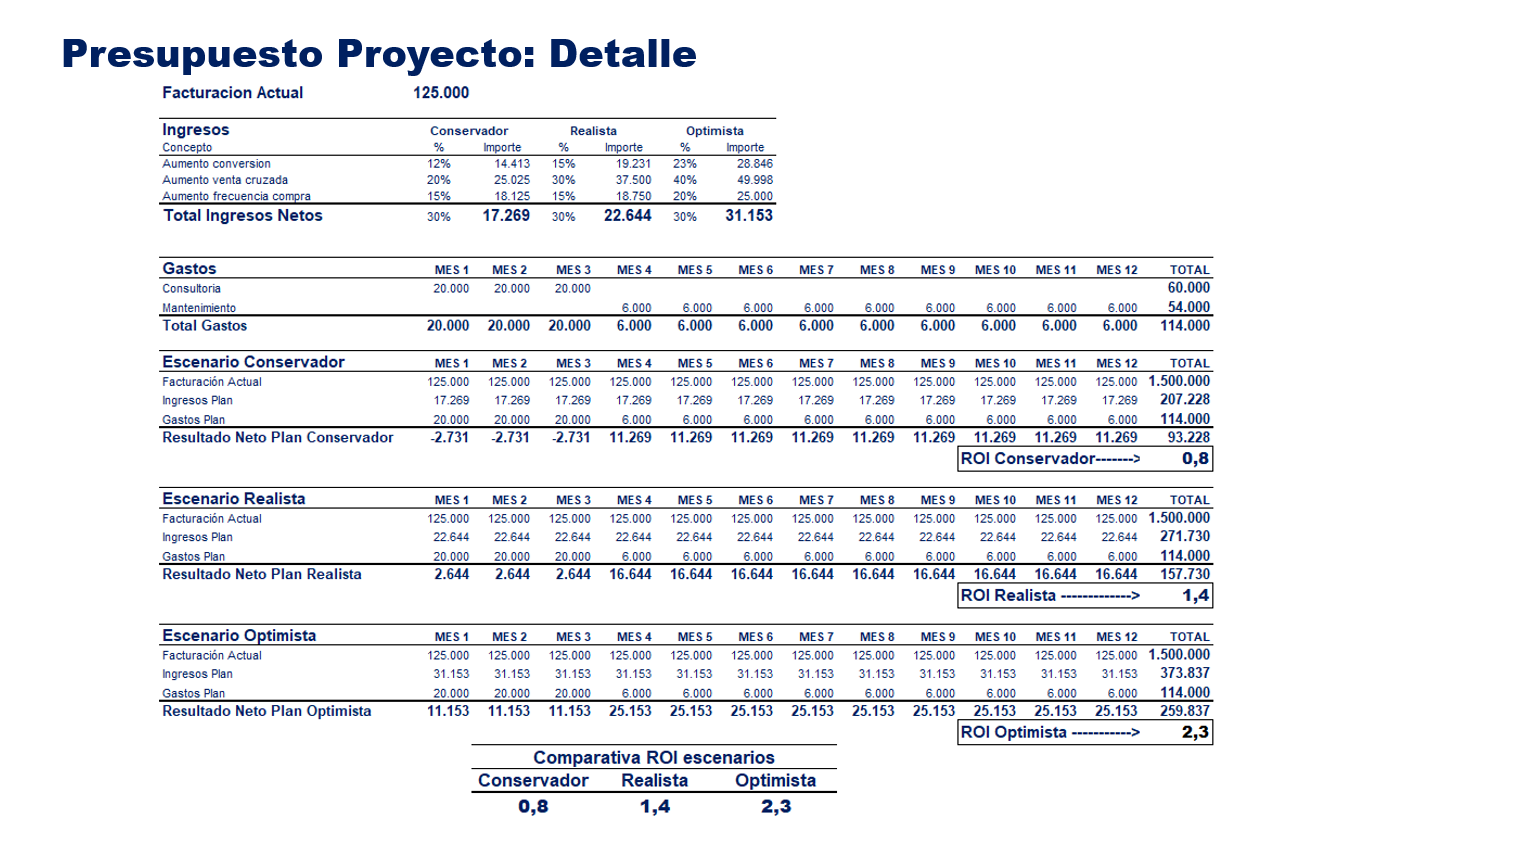 Presupuesto Proyecto: Detalle
Facturacion Actual 125.000
Ingresos Conservador Realista Optimista
Concepto % Importe % Importe % Importe
Aumento conversion 12% 14.413 15% 19.231 23% 28.846
Aumento venta cruzada 20% 25.025 30% 37.500 40% 49.998
Aumento frecuencia compra 15% 18.125 15% 18.750 20% 25.000
Total Ingresos Netos 30% 17.269 30% 22.644 30% 31.153
Gastos MES 1 MES 2 MES 3 MES 4 MES 5 MES 6 MES 7 MES 8 MES 9 MES 10 MES 11 MES 12 TOTAL
Consultoria 20.000 20.000 20.000 60.000
Mantenimiento 6.000 6.000 6.000 6.000 6.000 6.000 6.000 6.000 6.000 54.000
Total Gastos 20.000 20.000 20.000 6.000 6.000 6.000 6.000 6.000 6.000 6.000 6.000 6.000 114.000
Escenario Conservador MES 1 MES 2 MES 3 MES 4 MES 5 MES 6 MES 7 MES 8 MES 9 MES 10 MES 11 MES 12 TOTAL
Facturación Actual 125.000 125.000 125.000 125.000 125.000 125.000 125.000 125.000 125.000 125.000 125.000 125.000 1.500.000
Ingresos Plan 17.269 17.269 17.269 17.269 17.269 17.269 17.269 17.269 17.269 17.269 17.269 17.269 207.228
Gastos Plan 20.000 20.000 20.000 6.000 6.000 6.000 6.000 6.000 6.000 6.000 6.000 6.000 114.000
Resultado Neto Plan Conservador -2.731 -2.731 -2.731 11.269 11.269 11.269 11.269 11.269 11.269 11.269 11.269 11.269 93.228
ROI Conservador-------> 0,8
Escenario Realista MES 1 MES 2 MES 3 MES 4 MES 5 MES 6 MES 7 MES 8 MES 9 MES 10 MES 11 MES 12 TOTAL
Facturación Actual 125.000 125.000 125.000 125.000 125.000 125.000 125.000 125.000 125.000 125.000 125.000 125.000 1.500.000
Ingresos Plan 22.644 22.644 22.644 22.644 22.644 22.644 22.644 22.644 22.644 22.644 22.644 22.644 271.730
Gastos Plan 20.000 20.000 20.000 6.000 6.000 6.000 6.000 6.000 6.000 6.000 6.000 6.000 114.000
Resultado Neto Plan Realista 2.644 2.644 2.644 16.644 16.644 16.644 16.644 16.644 16.644 16.644 16.644 16.644 157.730
ROI Realista -------------> 1,4
Escenario Optimista MES 1 MES 2 MES 3 MES 4 MES 5 MES 6 MES 7 MES 8 MES 9 MES 10 MES 11 MES 12 TOTAL
Facturación Actual 125.000 125.000 125.000 125.000 125.000 125.000 125.000 125.000 125.000 125.000 125.000 125.000 1.500.000
Ingresos Plan 31.153 31.153 31.153 31.153 31.153 31.153 31.153 31.153 31.153 31.153 31.153 31.153 373.837
Gastos Plan 20.000 20.000 20.000 6.000 6.000 6.000 6.000 6.000 6.000 6.000 6.000 6.000 114.000
Resultado Neto Plan Optimista 11.153 11.153 11.153 25.153 25.153 25.153 25.153 25.153 25.153 25.153 25.153 25.153 259.837
ROI Optimista -----------> 2,3
Comparativa ROI escenarios
Conservador Realista Optimista
0,8 1,4 2,3